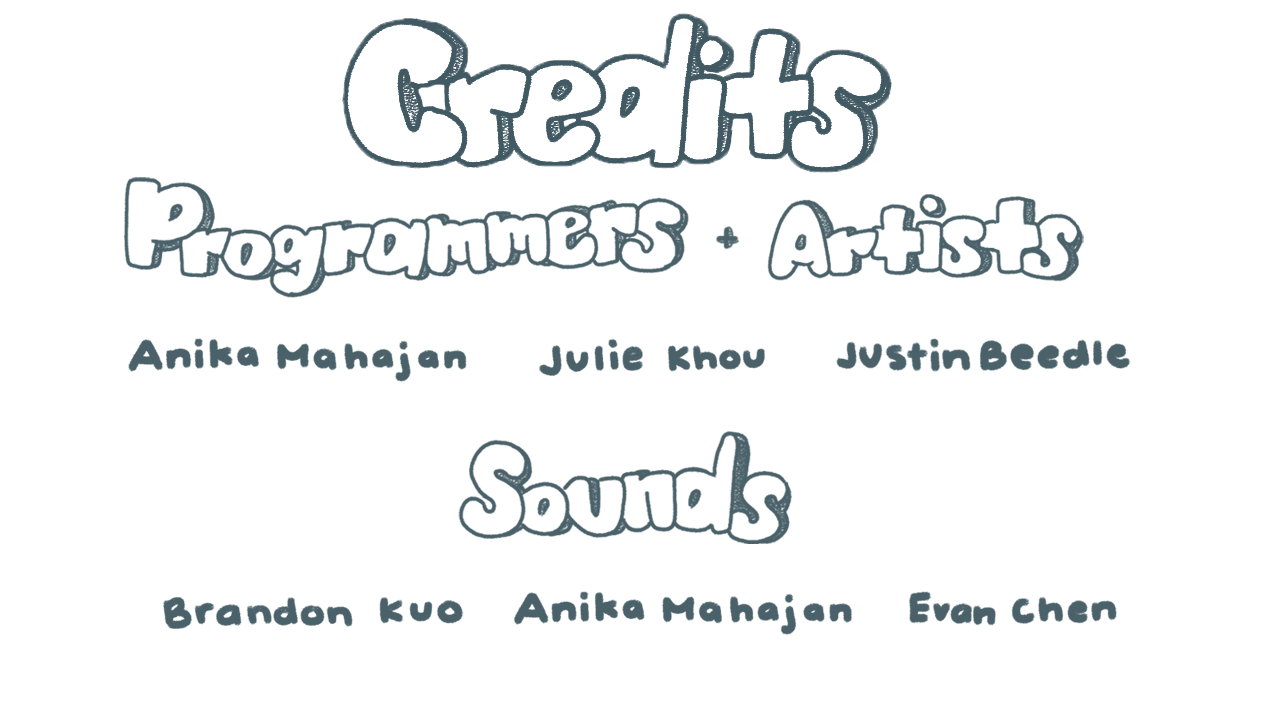 Credits
Programmers + Artists
Anika Mahajan Julie Khou Justin Beedle
Sounds
Brandon Kuo Anika Mahajan Evan Chen